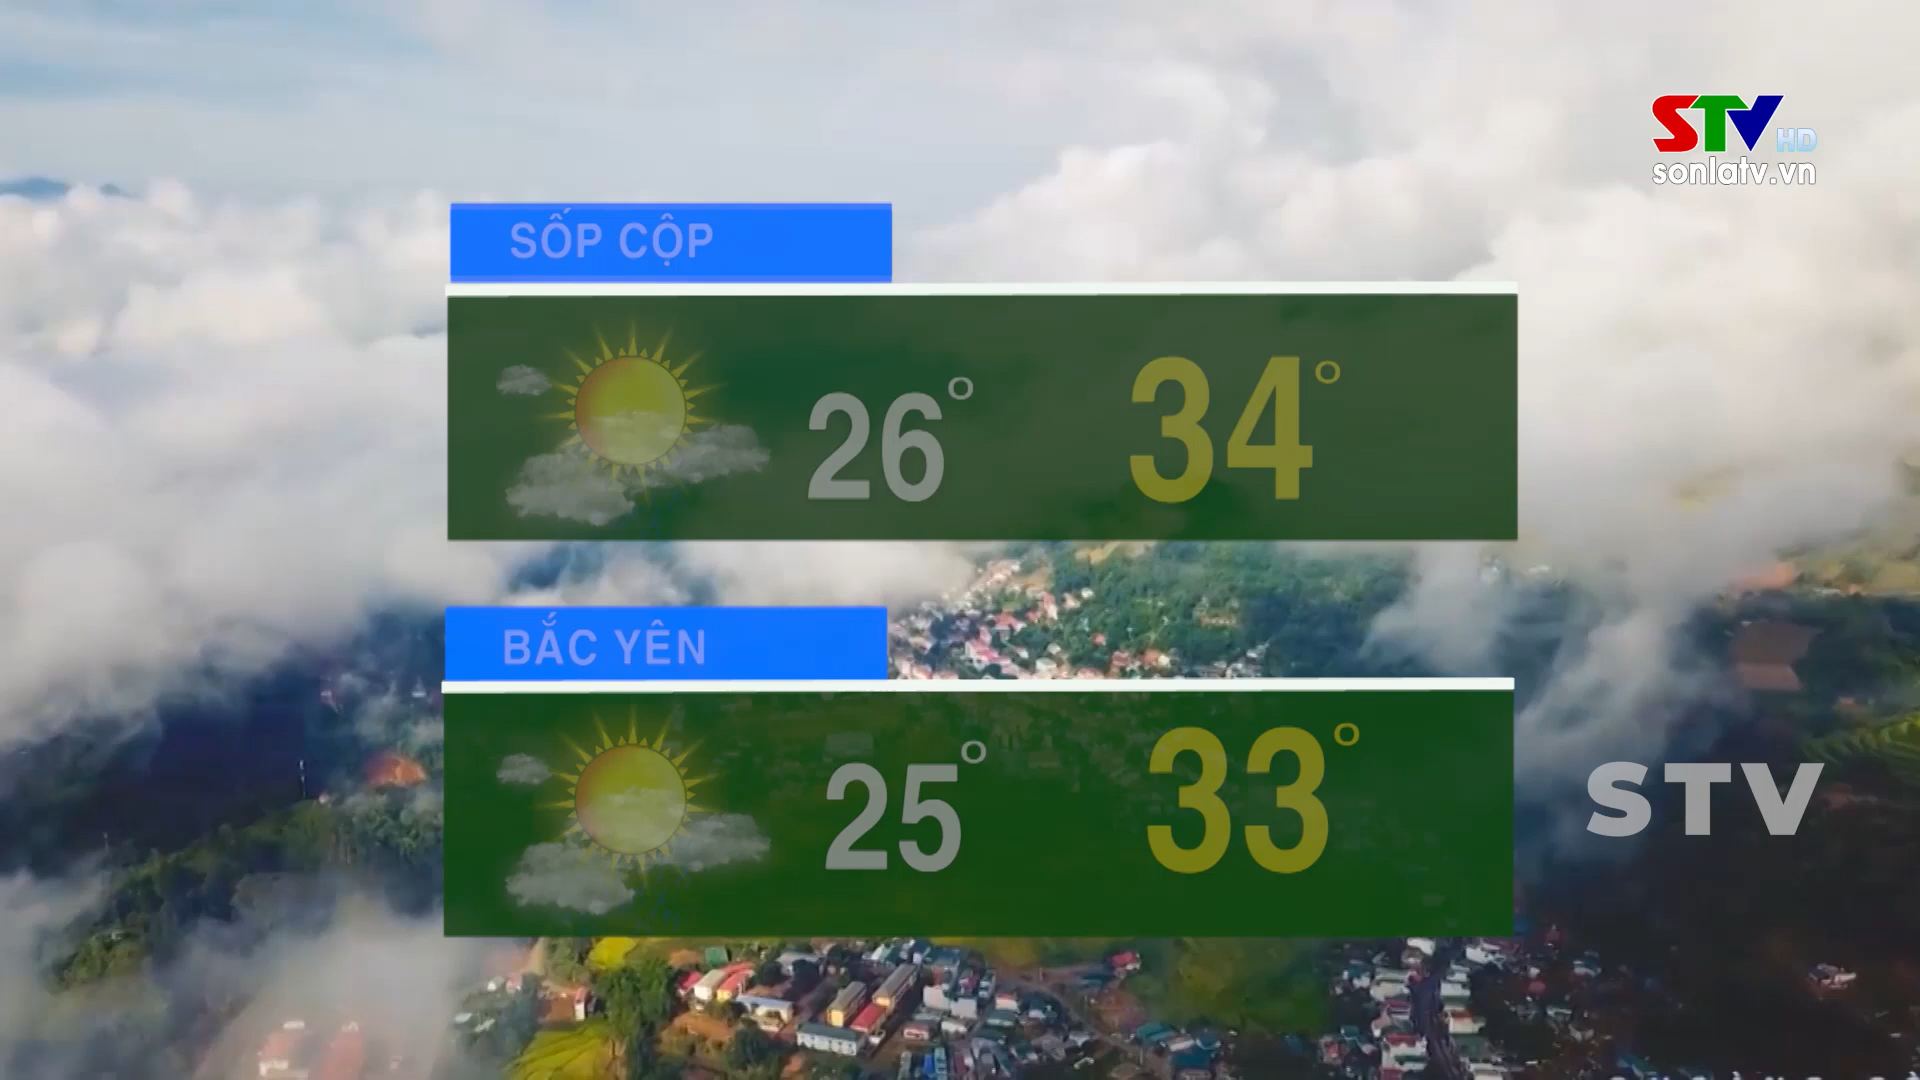 STV HD
sonlatv.vn
SỐP CỘP
26° 34°
BẮC YÊN
25° 33°
STV